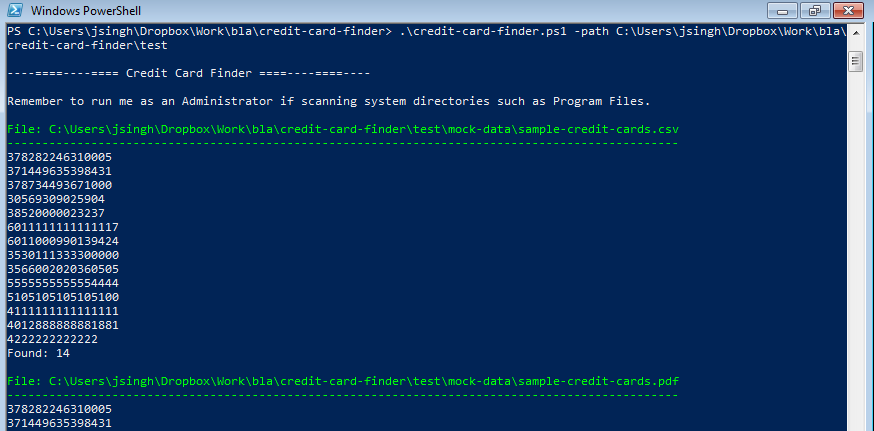 Windows PowerShell
PS C:\Users\jsingh\Dropbox\Work\bla\credit-card-finder> .\credit-card-finder.ps1 -path C:\Users\jsingh\Dropbox\Work\bla\
credit-card-finder\test
----====----==== Credit Card Finder ====----====----
Remember to run me as an Administrator if scanning system directories such as Program Files.
File: C:\Users\jsingh\Dropbox\Work\bla\credit-card-finder\test\mock-data\sample-credit-cards.csv
------------------------------------------------------------------------------------------------
378282246310005
371449635398431
378734493671000
30569309025904
38520000023237
6011111111111117
6011000990139424
3530111333300000
3566002020360505
5555555555554444
5105105105105100
4111111111111111
4012888888881881
4222222222222
Found: 14
File: C:\Users\jsingh\Dropbox\Work\bla\credit-card-finder\test\mock-data\sample-credit-cards.pdf
------------------------------------------------------------------------------------------------
378282246310005
371449635398431